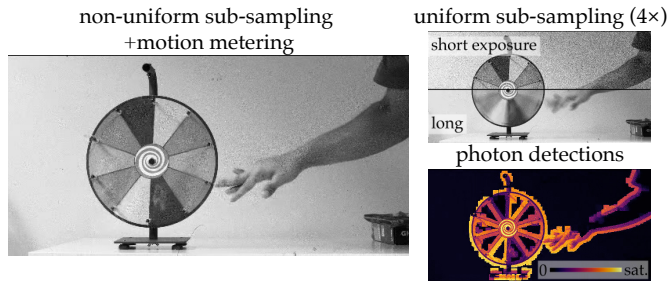 non-uniform sub-sampling
+motion metering
uniform sub-sampling (4×)
short exposure
long
photon detections
0 sat.